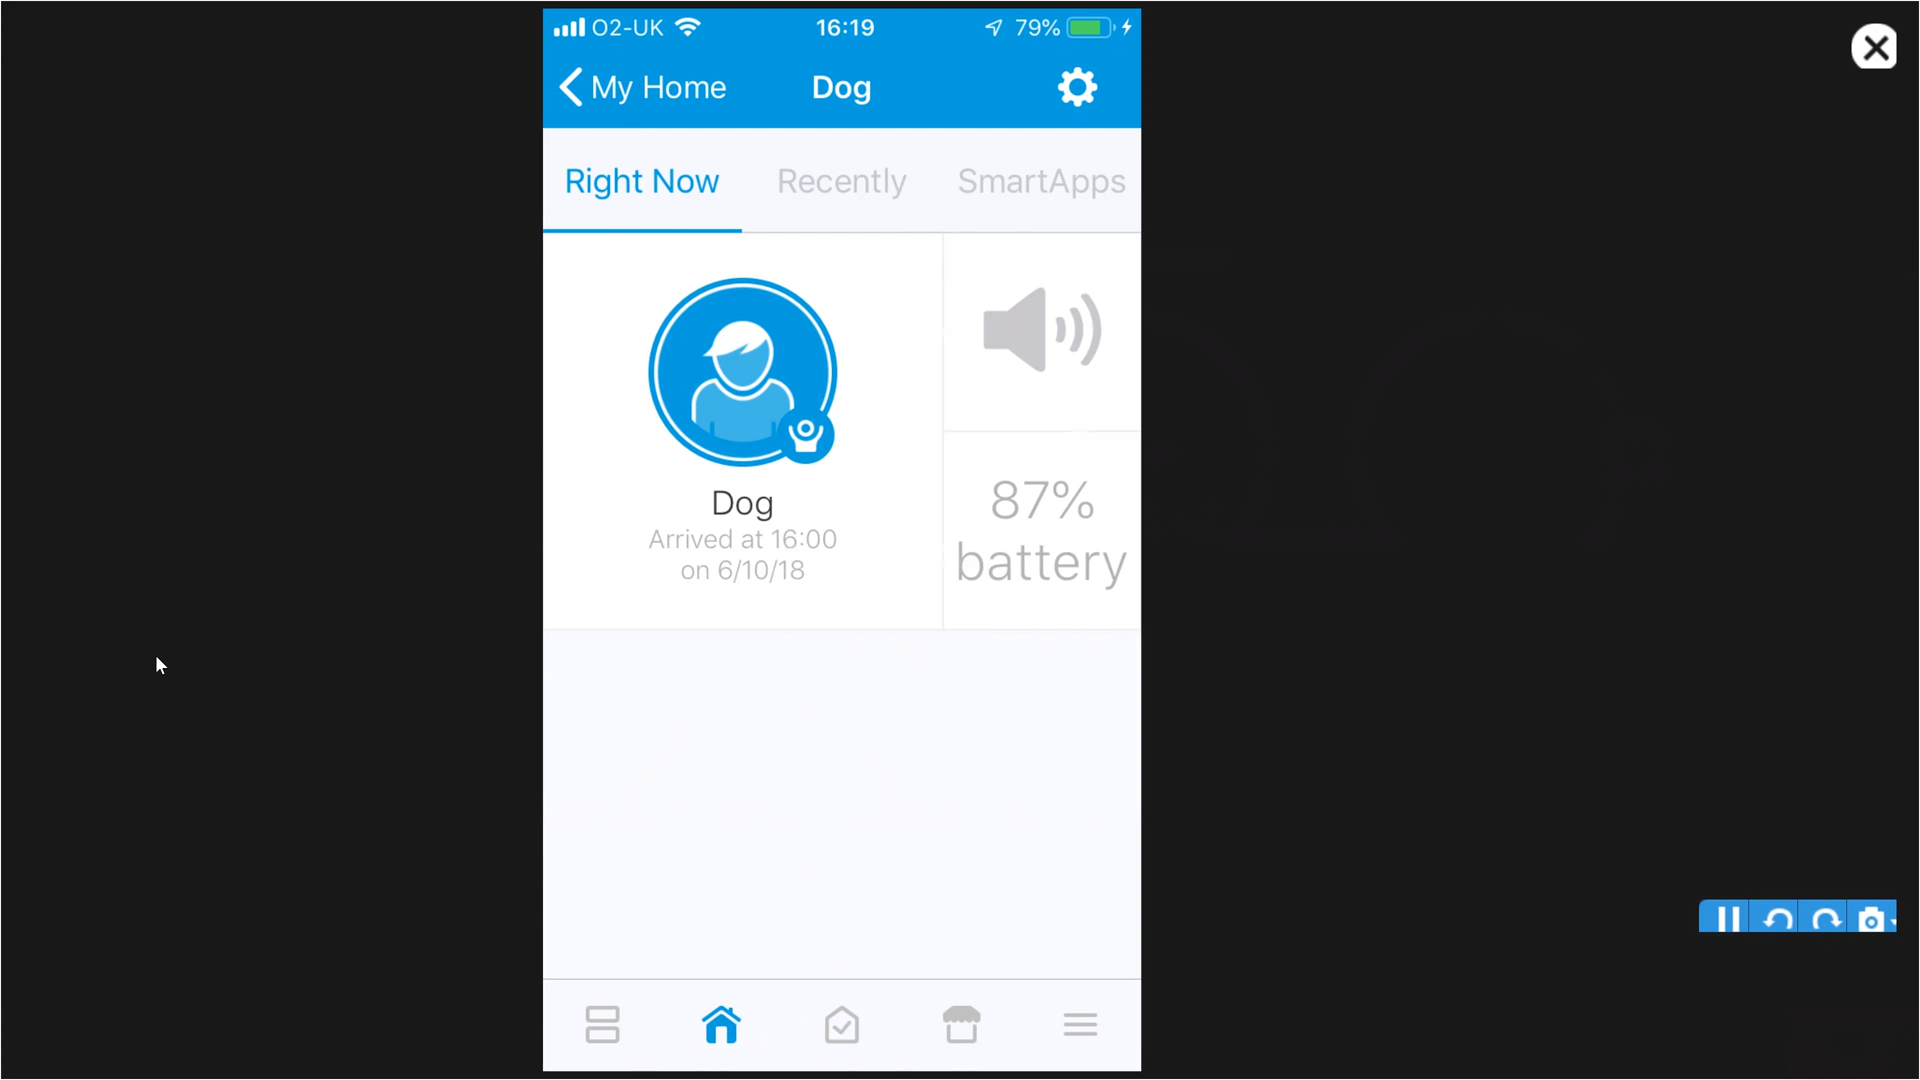 O2-UK 16:19 79%
My Home Dog
Right Now Recently SmartApps
Dog
Arrived at 16:00
on 6/10/18
87%
battery